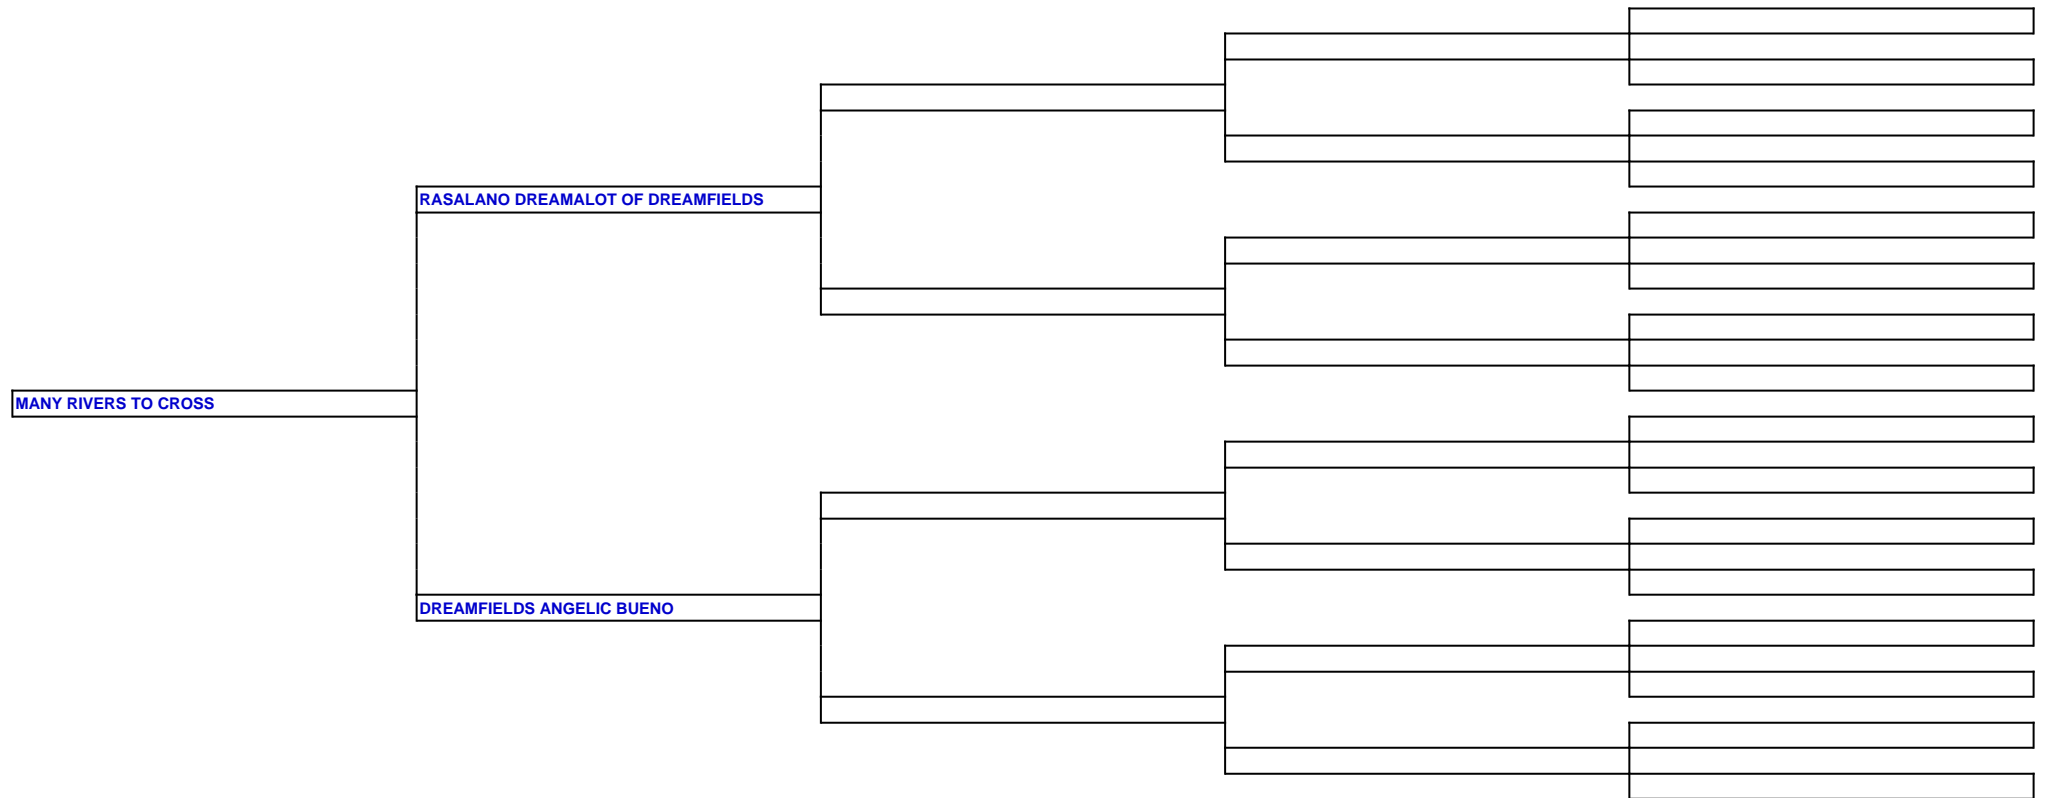 RASALANO DREAMALOT OF DREAMFIELDS
MANY RIVERS TO CROSS
DREAMFIELDS ANGELIC BUENO